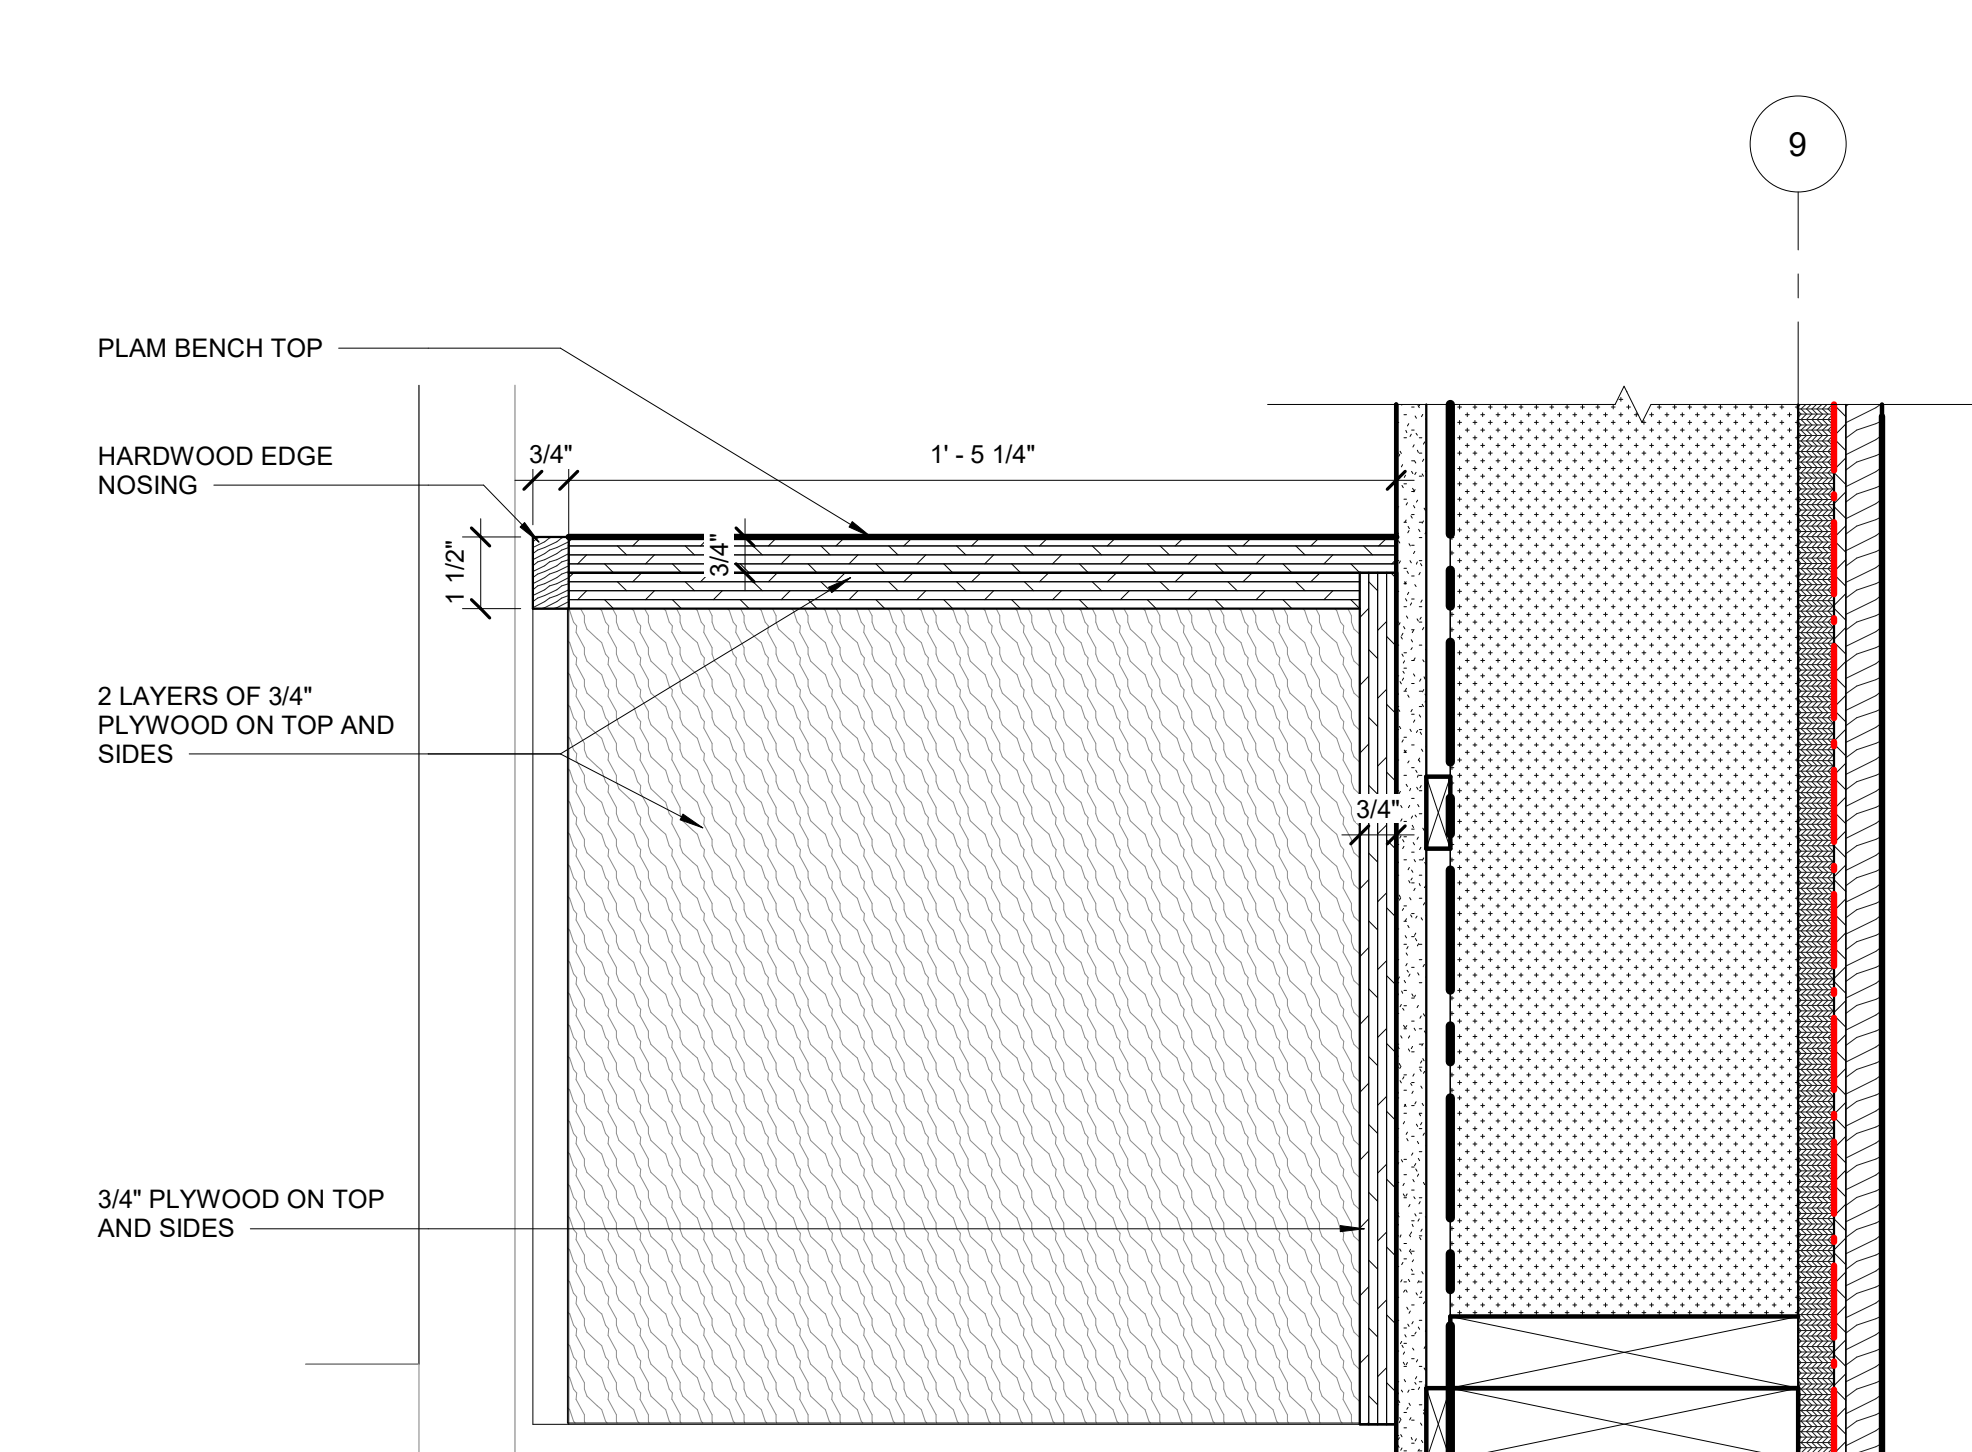 9
PLAM BENCH TOP
HARDWOOD EDGE
NOSING
3/4"
1' - 5 1/4"
1 1/2"
3/4"
2 LAYERS OF 3/4"
PLYWOOD ON TOP AND
SIDES
3/4"
3/4" PLYWOOD ON TOP
AND SIDES